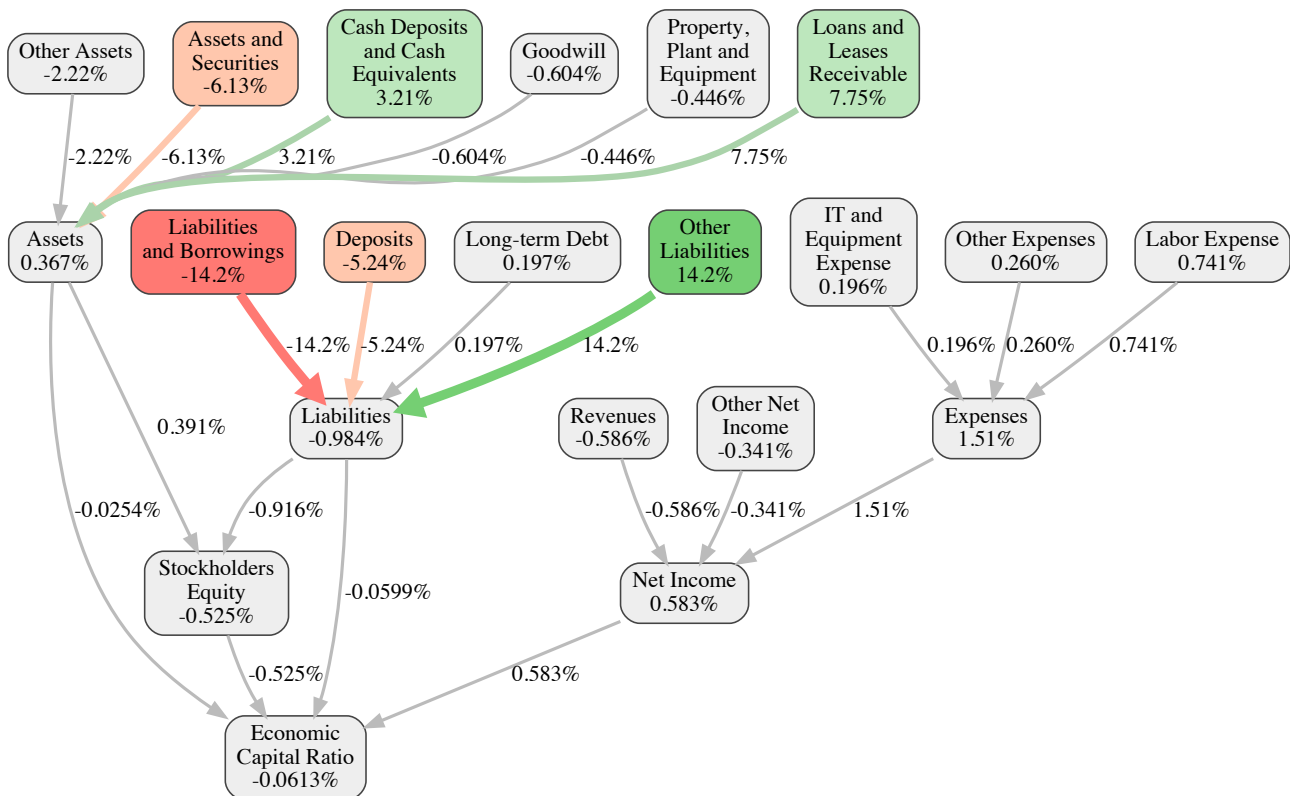 Other Assets
-2.22%
Assets and
Securities
-6.13%
Cash Deposits
and Cash
Equivalents
3.21%
Goodwill
-0.604%
Property,
Plant and
Equipment
-0.446%
Loans and
Leases
Receivable
7.75%
-2.22%
-6.13%
3.21%
-0.604%
-0.446%
7.75%
Assets
0.367%
Liabilities
and Borrowings
-14.2%
Deposits
-5.24%
Long-term Debt
0.197%
Other
Liabilities
14.2%
IT and
Equipment
Expense
0.196%
Other Expenses
0.260%
Labor Expense
0.741%
-14.2%
-5.24%
0.197%
14.2%
0.196%
0.260%
0.741%
0.391%
Liabilities
-0.984%
Revenues
-0.586%
Other Net
Income
-0.341%
Expenses
1.51%
-0.0254%
-0.916%
-0.586%
-0.341%
1.51%
Stockholders
Equity
-0.525%
-0.0599%
Net Income
0.583%
-0.525%
0.583%
Economic
Capital Ratio
-0.0613%